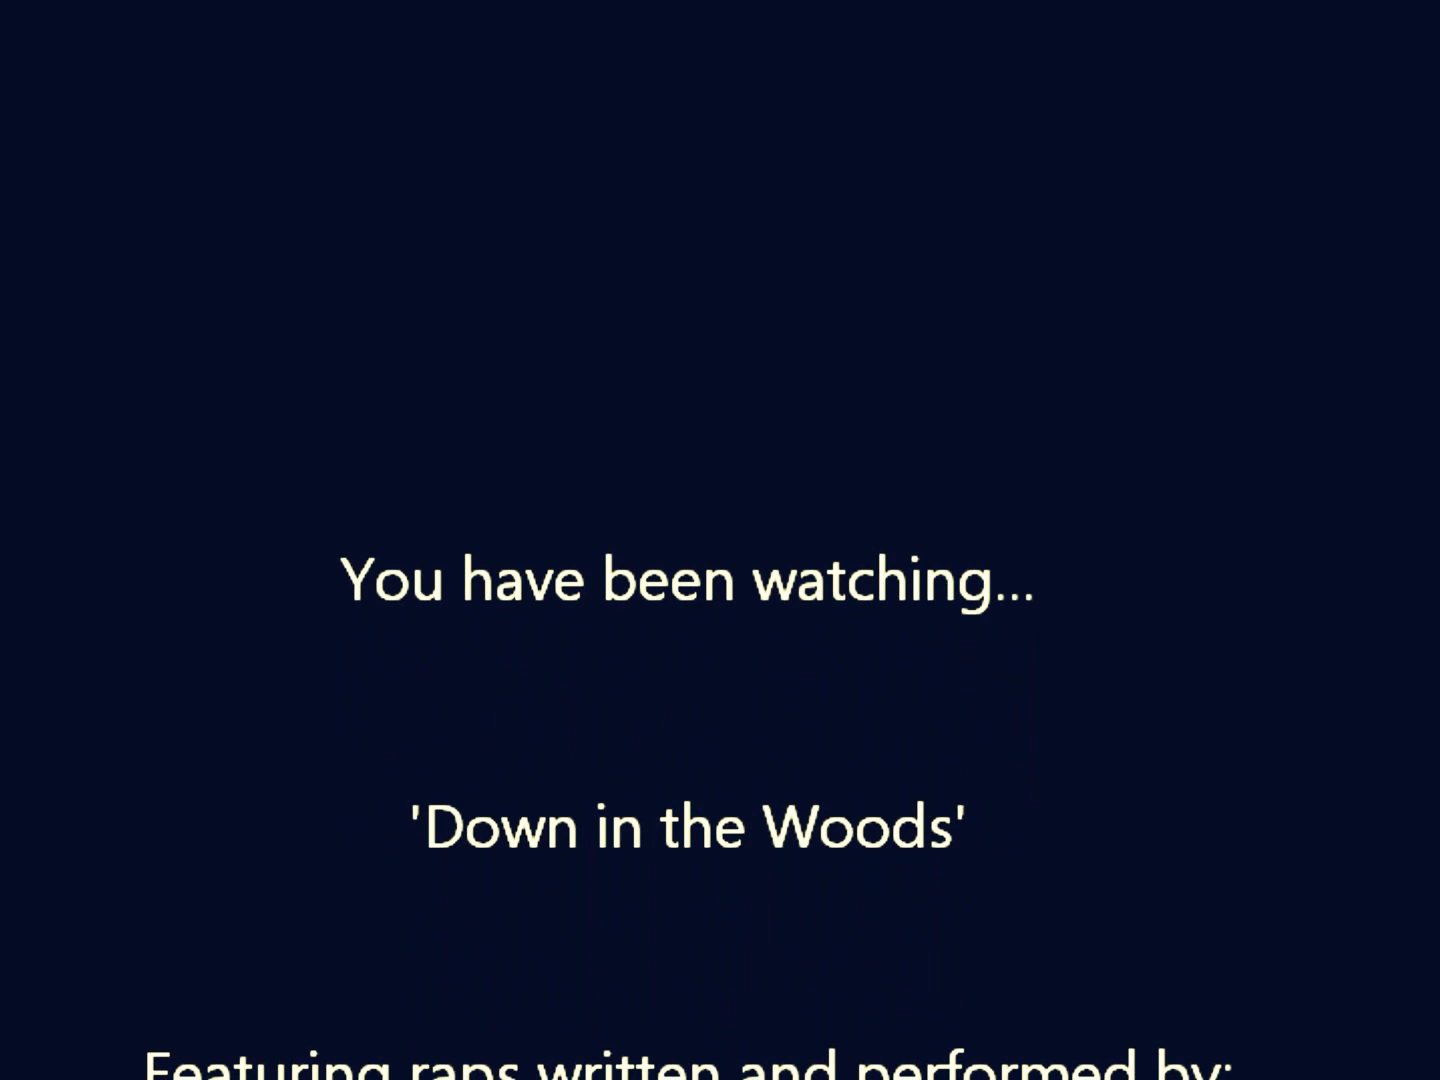 You have been watching...
'Down in the Woods'
Featuring raps written and performed by: